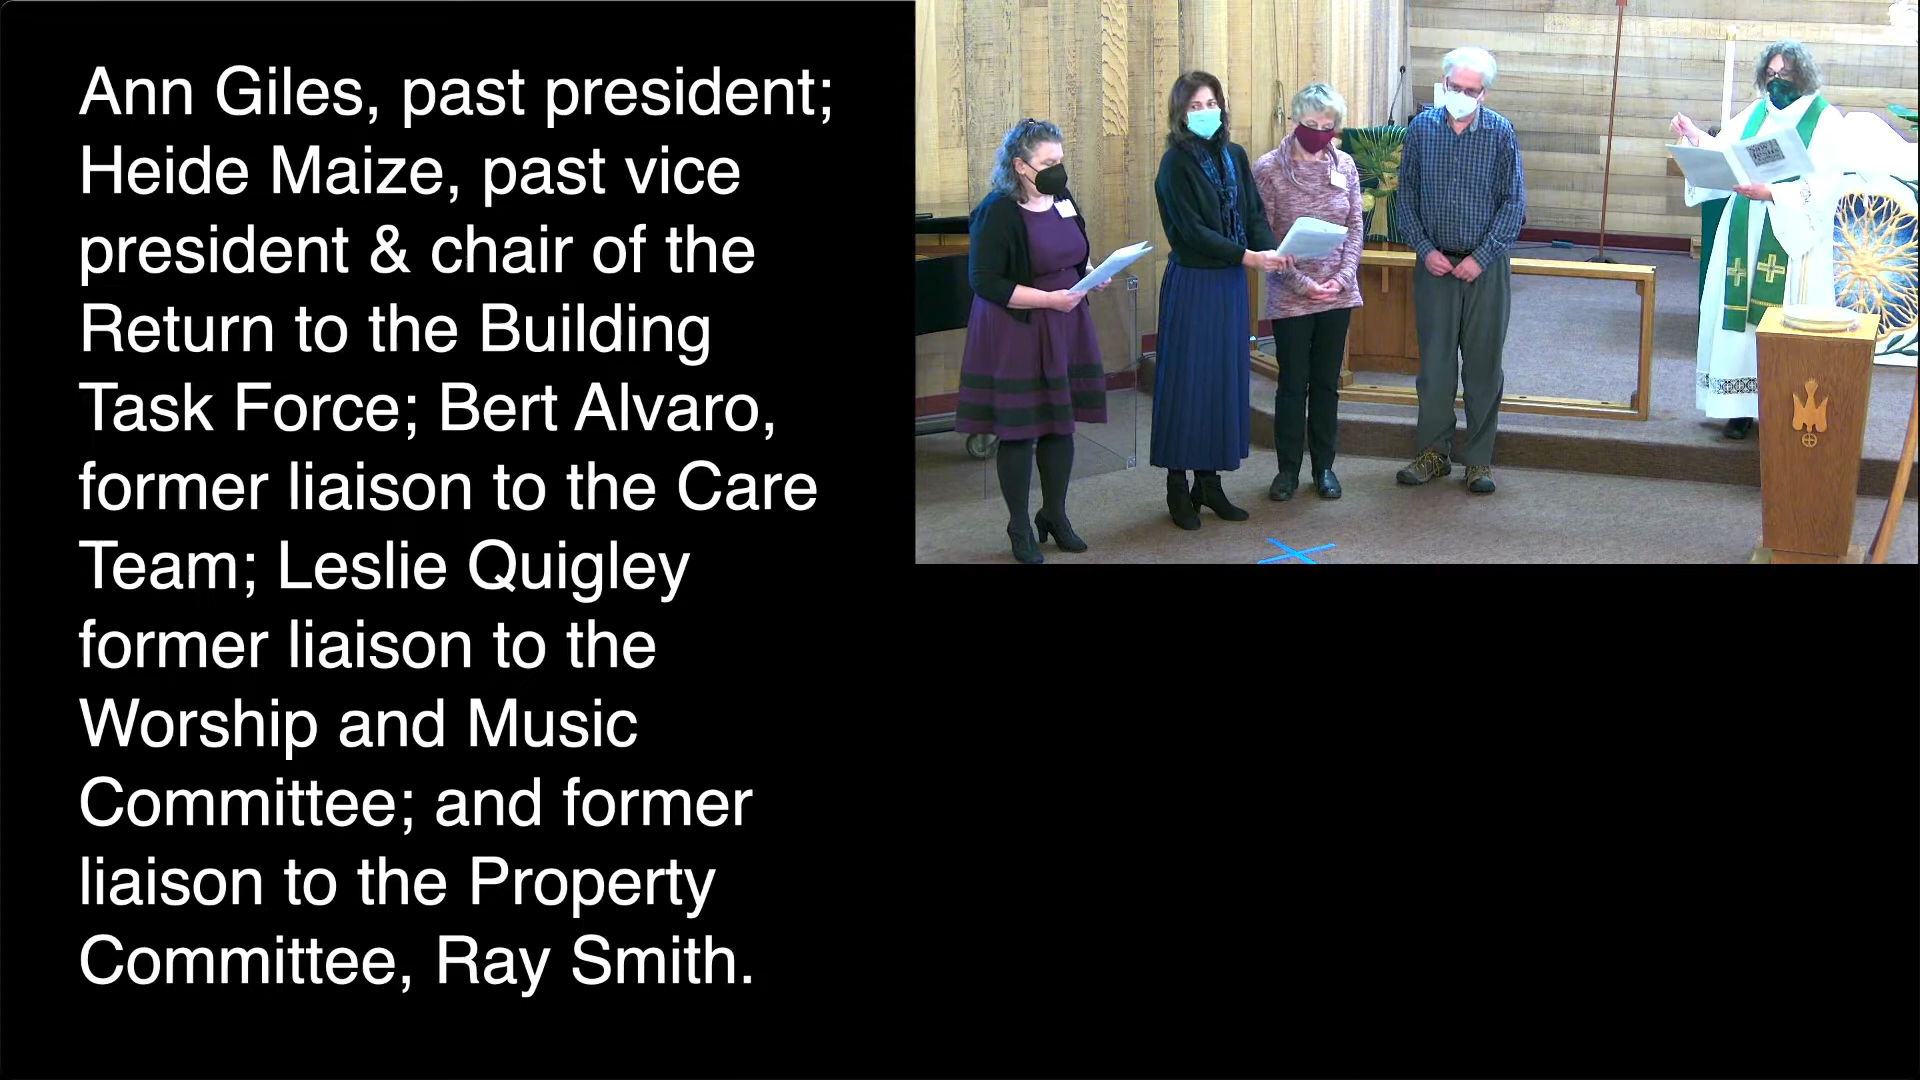 Ann Giles, past president;
Heide Maize, past vice
president & chair of the
Return to the Building
Task Force; Bert Alvaro,
former liaison to the Care
Team; Leslie Quigley
former liaison to the
Worship and Music
Committee; and former
liaison to the Property
Committee, Ray Smith.